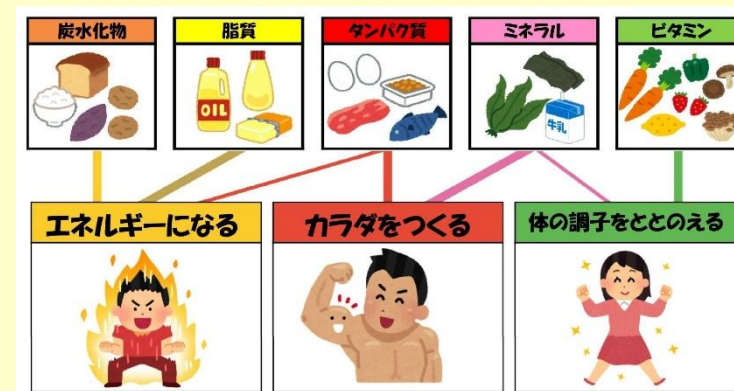 炭水化物
脂質
タンパク質
ミネラル
ビタミン
OIL
牛乳
エネルギーになる
カラダをつくる
体の調子をととのえる